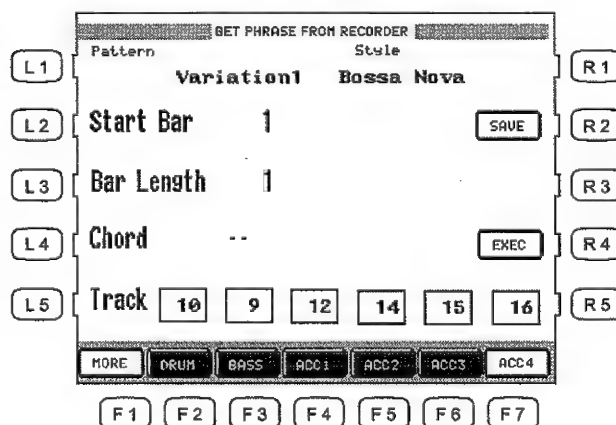 GET PHRASE FROM RECORDER
Pattern Style
L1 Variation1 Bossa Nova R1
L2 Start Bar 1 SAVE R2
L3 Bar Length 1 R3
L4 Chord -- EXEC R4
L5 Track 10 9 12 14 15 16 R5
MORE DRUM BASS ACC1 ACC2 ACC3 ACC4
F1 F2 F3 F4 F5 F6 F7